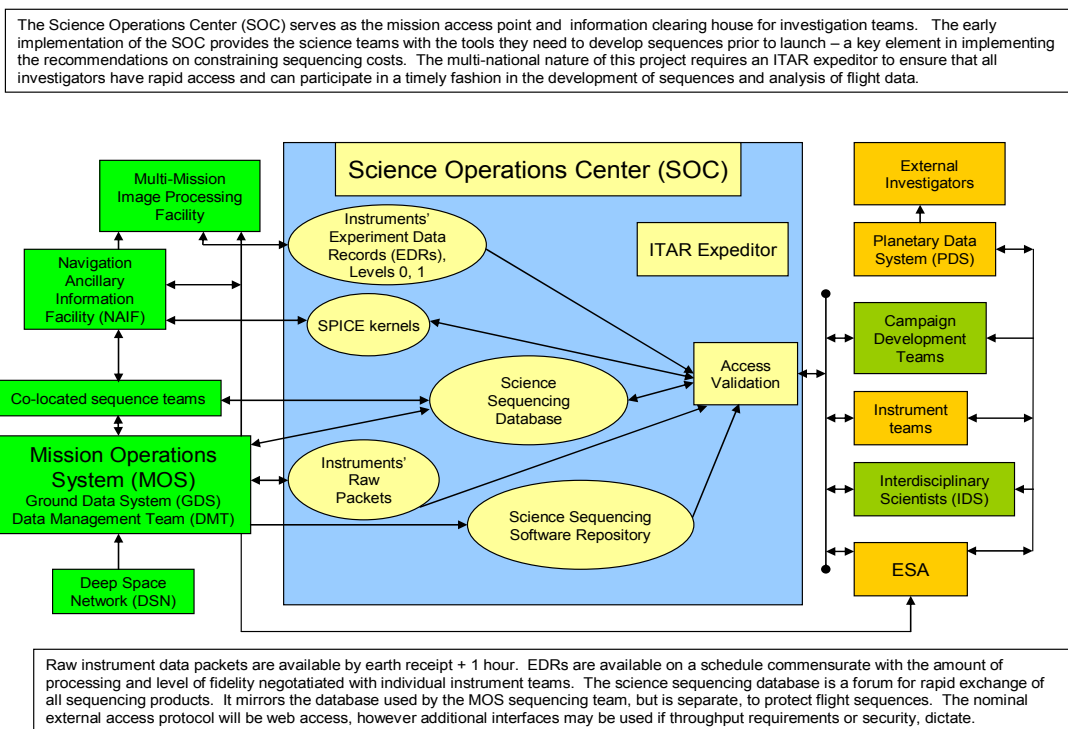 The Science Operations Center (SOC) serves as the mission access point and information clearing house for investigation teams. The early
implementation of the SOC provides the science teams with the tools they need to develop sequences prior to launch – a key element in implementing
the recommendations on constraining sequencing costs. The multi-national nature of this project requires an ITAR expeditor to ensure that all
investigators have rapid access and can participate in a timely fashion in the development of sequences and analysis of flight data.
Science Operations Center (SOC)
Multi-Mission
Image Processing
Facility
Navigation
Ancillary
Information
Facility (NAIF)
Co-located sequence teams
Mission Operations
System (MOS)
Ground Data System (GDS)
Data Management Team (DMT)
Deep Space
Network (DSN)
Instruments'
Experiment Data
Records (EDRs),
Levels 0, 1
SPICE kernels
Science
Sequencing
Database
Instruments'
Raw
Packets
Science Sequencing
Software Repository
ITAR Expeditor
Access
Validation
External
Investigators
Planetary Data
System (PDS)
Campaign
Development
Teams
Instrument
teams
Interdisciplinary
Scientists (IDS)
ESA
Raw instrument data packets are available by earth receipt + 1 hour. EDRs are available on a schedule commensurate with the amount of
processing and level of fidelity negotatiated with individual instrument teams. The science sequencing database is a forum for rapid exchange of
all sequencing products. It mirrors the database used by the MOS sequencing team, but is separate, to protect flight sequences. The nominal
external access protocol will be web access, however additional interfaces may be used if throughput requirements or security, dictate.